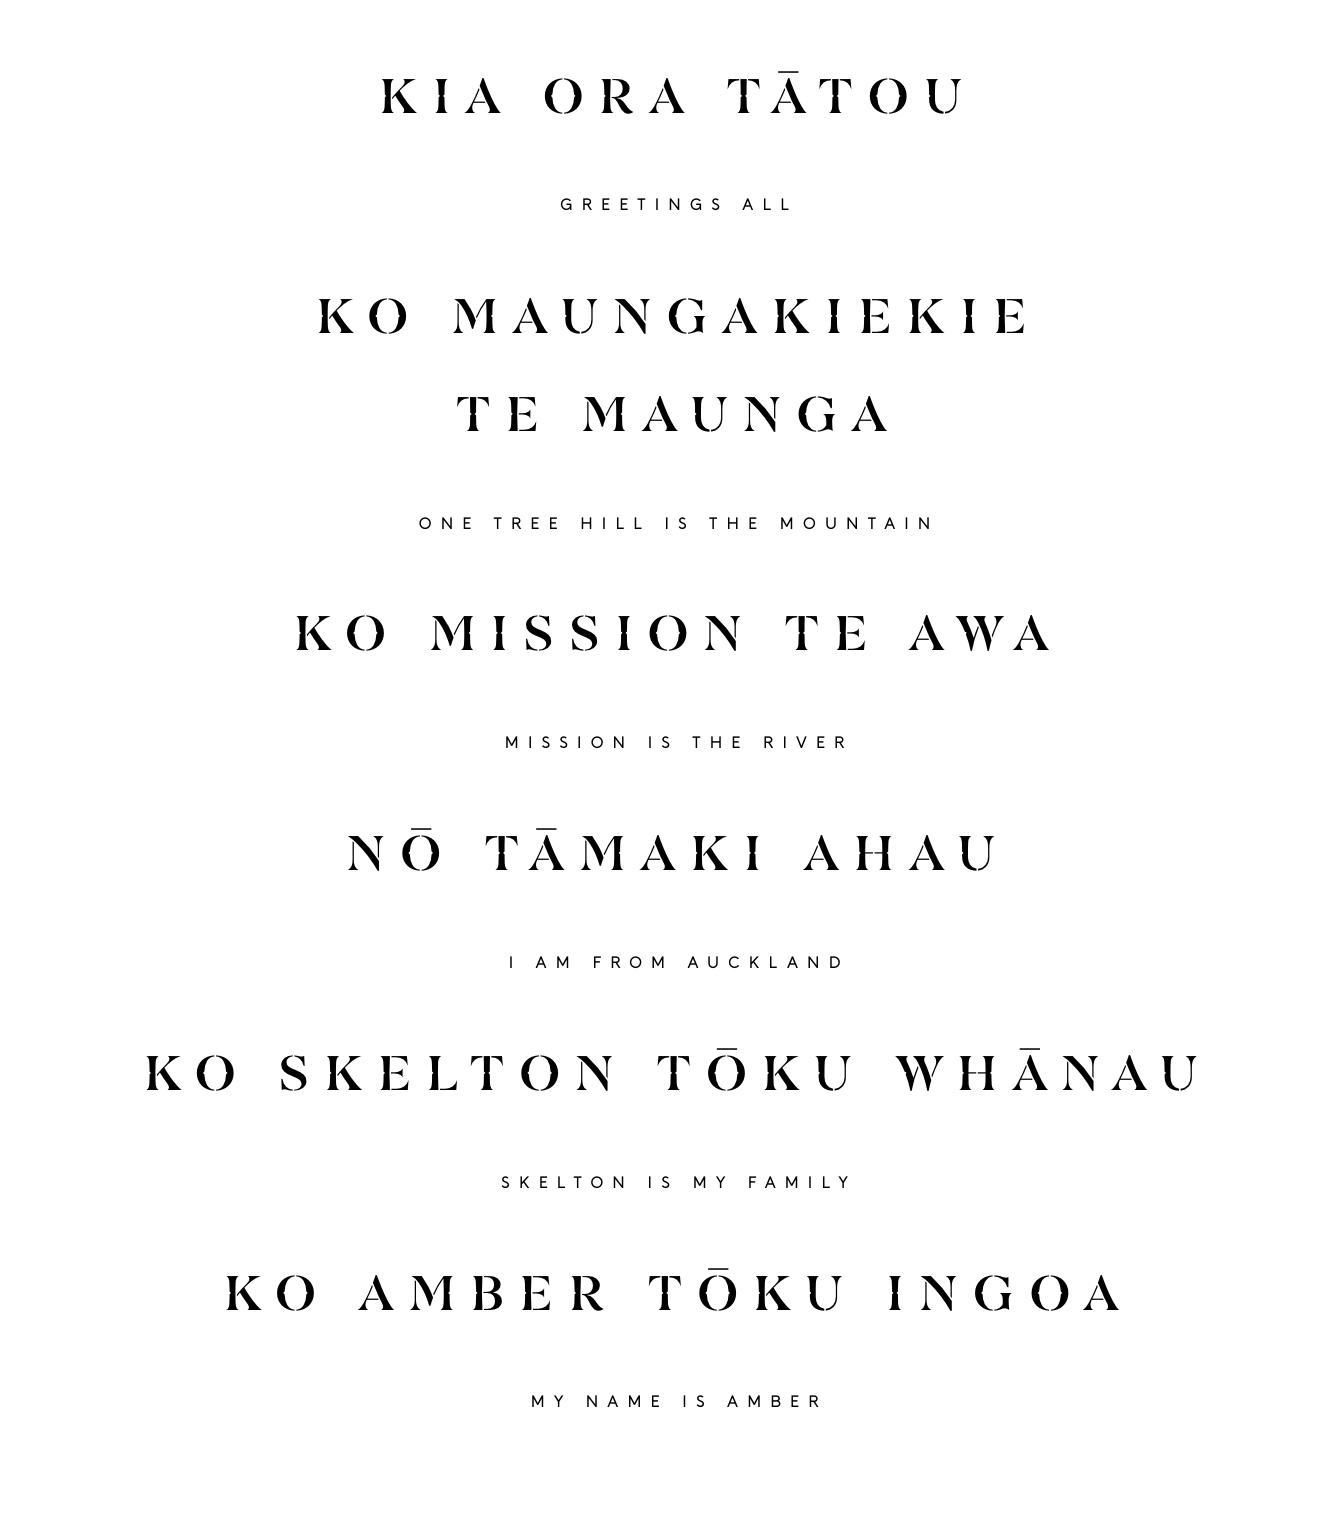 KIA ORA TĀTOU
GREETINGS ALL
KO MAUNGAKIEKIE
TE MAUNGA
ONE TREE HILL IS THE MOUNTAIN
KO MISSION TE AWA
MISSION IS THE RIVER
NŌ TĀMAKI AHAU
I AM FROM AUCKLAND
KO SKELTON TŌKU WHĀNAU
SKELTON IS MY FAMILY
KO AMBER TŌKU INGOA
MY NAME IS AMBER